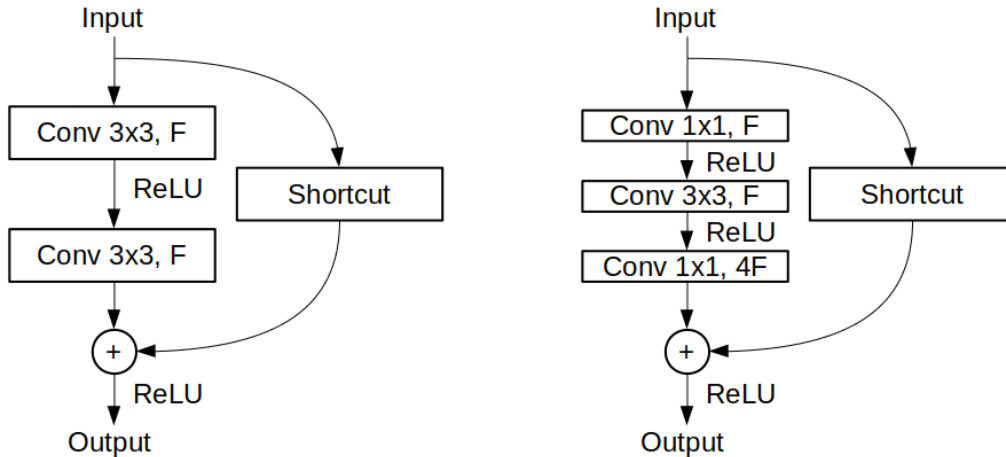 Input
Conv 3x3, F
ReLU
Shortcut
Conv 3x3, F
+
ReLU
Output
Input
Conv 1x1, F
ReLU
Conv 3x3, F
Shortcut
ReLU
Conv 1x1, 4F
+
ReLU
Output